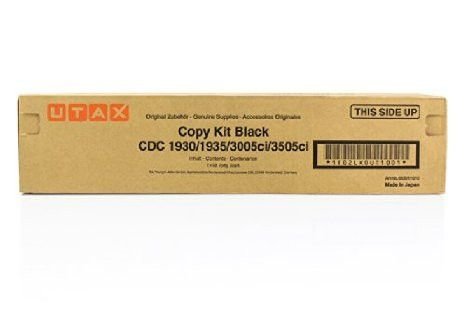 UTAX
Original Zubehör · Genuine Supplies · Accessoires Originales
THIS SIDE UP
Copy Kit Black
CDC 1930/1935/3005ci/3505ci
Inhalt · Contents · Contenance
*1E62LK0UT1001*
Made in Japan